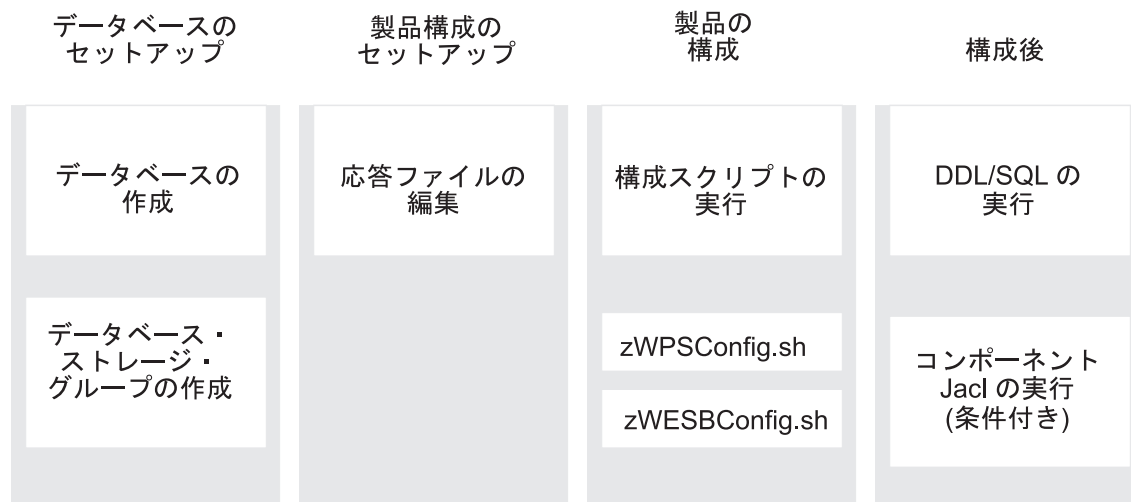 データベースの
セットアップ
データベースの
作成
データベース・
ストレージ・
グループの作成
製品構成の
セットアップ
応答ファイルの
編集
製品の
構成
構成スクリプトの
実行
zWPSConfig.sh
zWESBConfig.sh
構成後
DDL/SQL の
実行
コンポーネント
Jacl の実行
(条件付き)